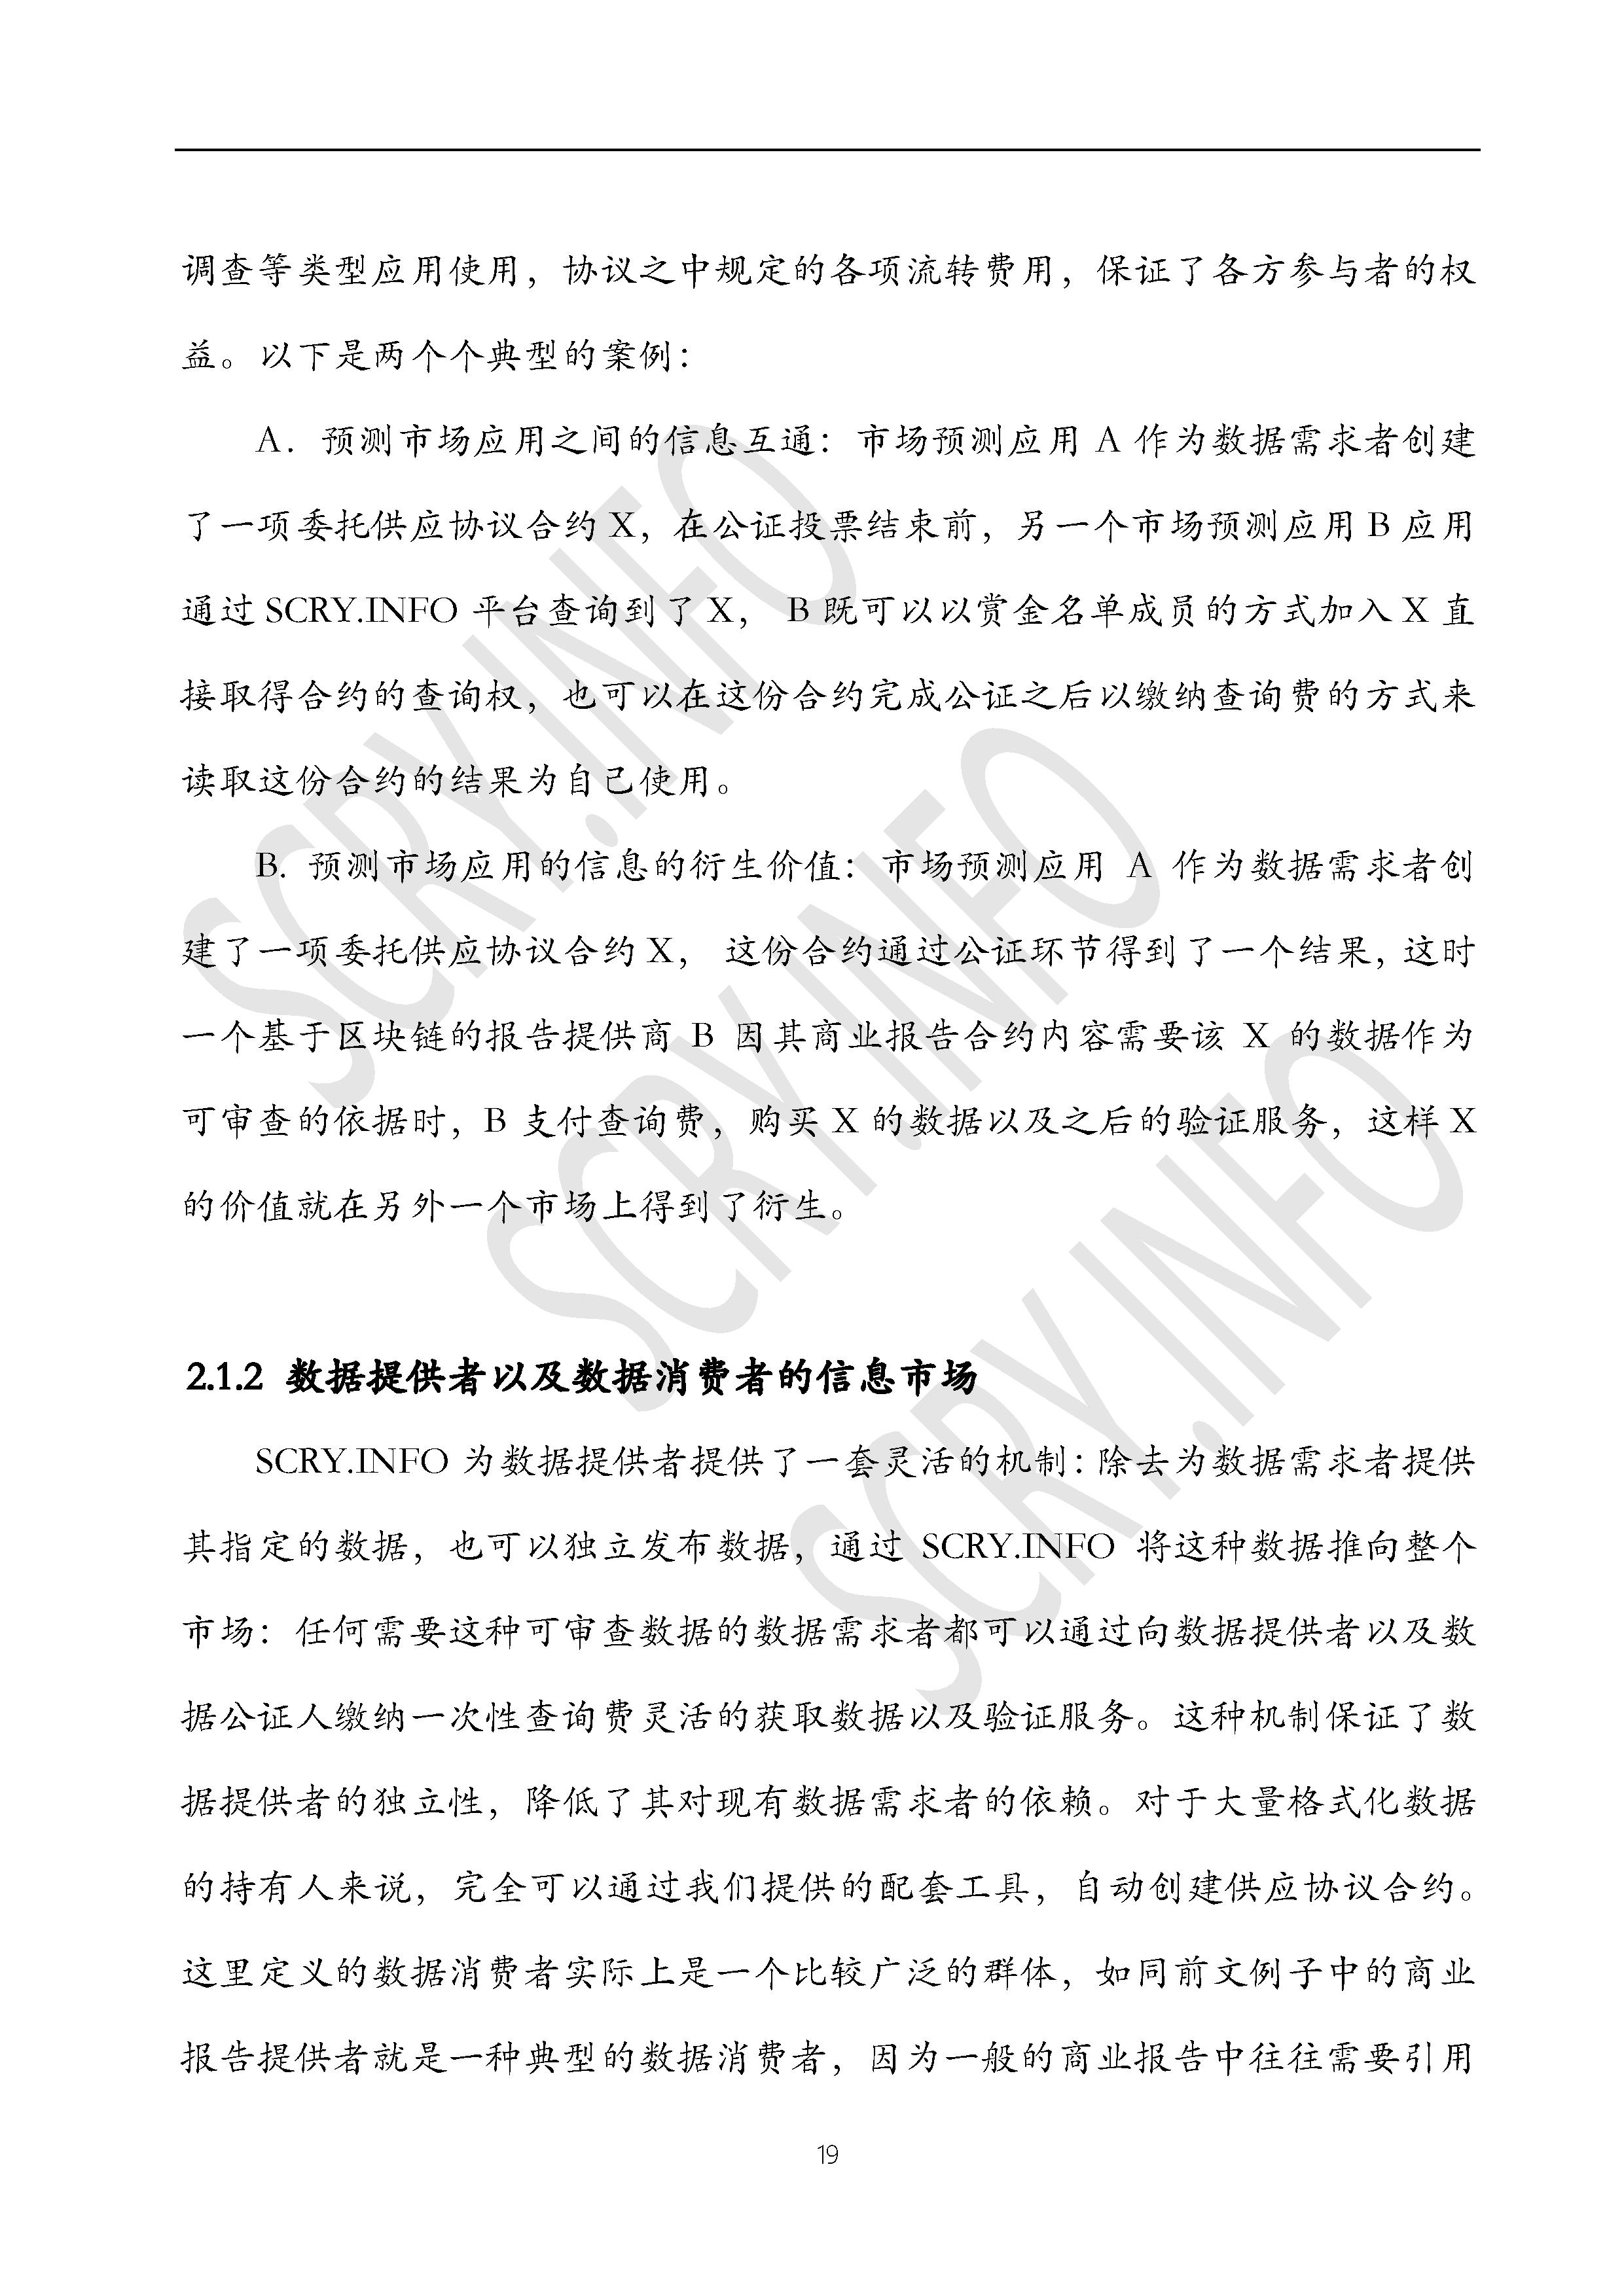 调查等类型应用使用，协议之中规定的各项流转费用，保证了各方参与者的权
益。以下是两个个典型的案例：
A．预测市场应用之间的信息互通：市场预测应用 A 作为数据需求者创建
了一项委托供应协议合约 X，在公证投票结束前，另一个市场预测应用 B 应用
通过 SCRY.INFO 平台查询到了 X， B 既可以以赏金名单成员的方式加入 X 直
接取得合约的查询权，也可以在这份合约完成公证之后以缴纳查询费的方式来
读取这份合约的结果为自己使用。
B. 预测市场应用的信息的衍生价值：市场预测应用 A 作为数据需求者创
建了一项委托供应协议合约 X， 这份合约通过公证环节得到了一个结果，这时
一个基于区块链的报告提供商 B 因其商业报告合约内容需要该 X 的数据作为
可审查的依据时，B 支付查询费，购买 X 的数据以及之后的验证服务，这样 X
的价值就在另外一个市场上得到了衍生。
2.1.2 数据提供者以及数据消费者的信息市场
SCRY.INFO 为数据提供者提供了一套灵活的机制：除去为数据需求者提供
其指定的数据，也可以独立发布数据，通过 SCRY.INFO 将这种数据推向整个
市场：任何需要这种可审查数据的数据需求者都可以通过向数据提供者以及数
据公证人缴纳一次性查询费灵活的获取数据以及验证服务。这种机制保证了数
据提供者的独立性，降低了其对现有数据需求者的依赖。对于大量格式化数据
的持有人来说，完全可以通过我们提供的配套工具，自动创建供应协议合约。
这里定义的数据消费者实际上是一个比较广泛的群体，如同前文例子中的商业
报告提供者就是一种典型的数据消费者，因为一般的商业报告中往往需要引用
19
SCRY.INFO
SCRY.INFO
SCRY.INFO